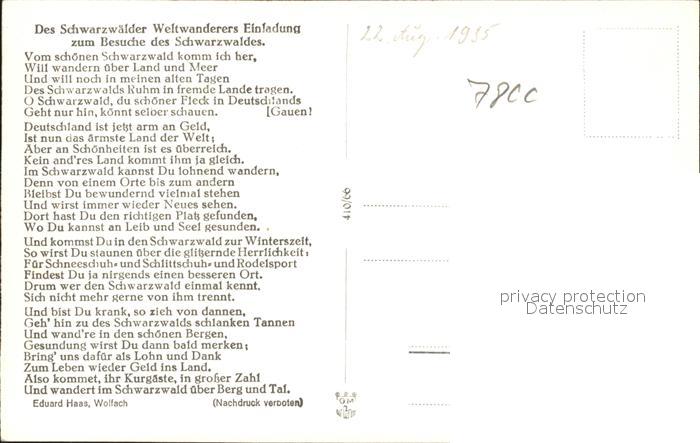 Des Schwarzwälder Weltwanderers Einladung
zum Besuche des Schwarzwaldes.
Vom schönen Schwarzwald komm ich her,
Will wandern über Land und Meer
Und will noch in meinen alten Tagen
Des Schwarzwalds Ruhm in fremde Lande tragen.
O Schwarzwald, du schöner Fleck in Deutschlands
Geht nur hin, könnt selber schauen. [Gauen!
Deutschland ist jetzt arm an Geld,
Ist nun das ärmste Land der Welt;
Aber an Schönheiten ist es überreich.
Kein and'res Land kommt ihm ja gleich.
Im Schwarzwald kannst Du lohnend wandern,
Denn von einem Orte bis zum andern
Bleibst Du bewundernd vielmal stehen
Und wirst immer wieder Neues sehen.
Dort hast Du den richtigen Platz gefunden,
Wo Du kannst an Leib und Seel gesunden.
Und kommst Du in den Schwarzwald zur Winterszeit,
So wirst Du staunen über die glitzernde Herrlichkeit;
Für Schneeschuh- und Schlittschuh- und Rodelsport
Findest Du ja nirgends einen besseren Ort.
Drum wer den Schwarzwald einmal kennt,
Sich nicht mehr gerne von ihm trennt.
Und bist Du krank, so zieh von dannen,
Geh' hin zu des Schwarzwalds schlanken Tannen
Und wand're in den schönen Bergen,
Gesundung wirst Du dann bald merken;
Bring' uns dafür als Lohn und Dank
Zum Leben wieder Geld ins Land.
Also kommet, ihr Kurgäste, in großer Zahl
Und wandert im Schwarzwald über Berg und Tal.
Eduard Haas, Wolfach (Nachdruck verboten)
410/66
22 Aug. 1935
78cc
privacy protection
Datenschutz